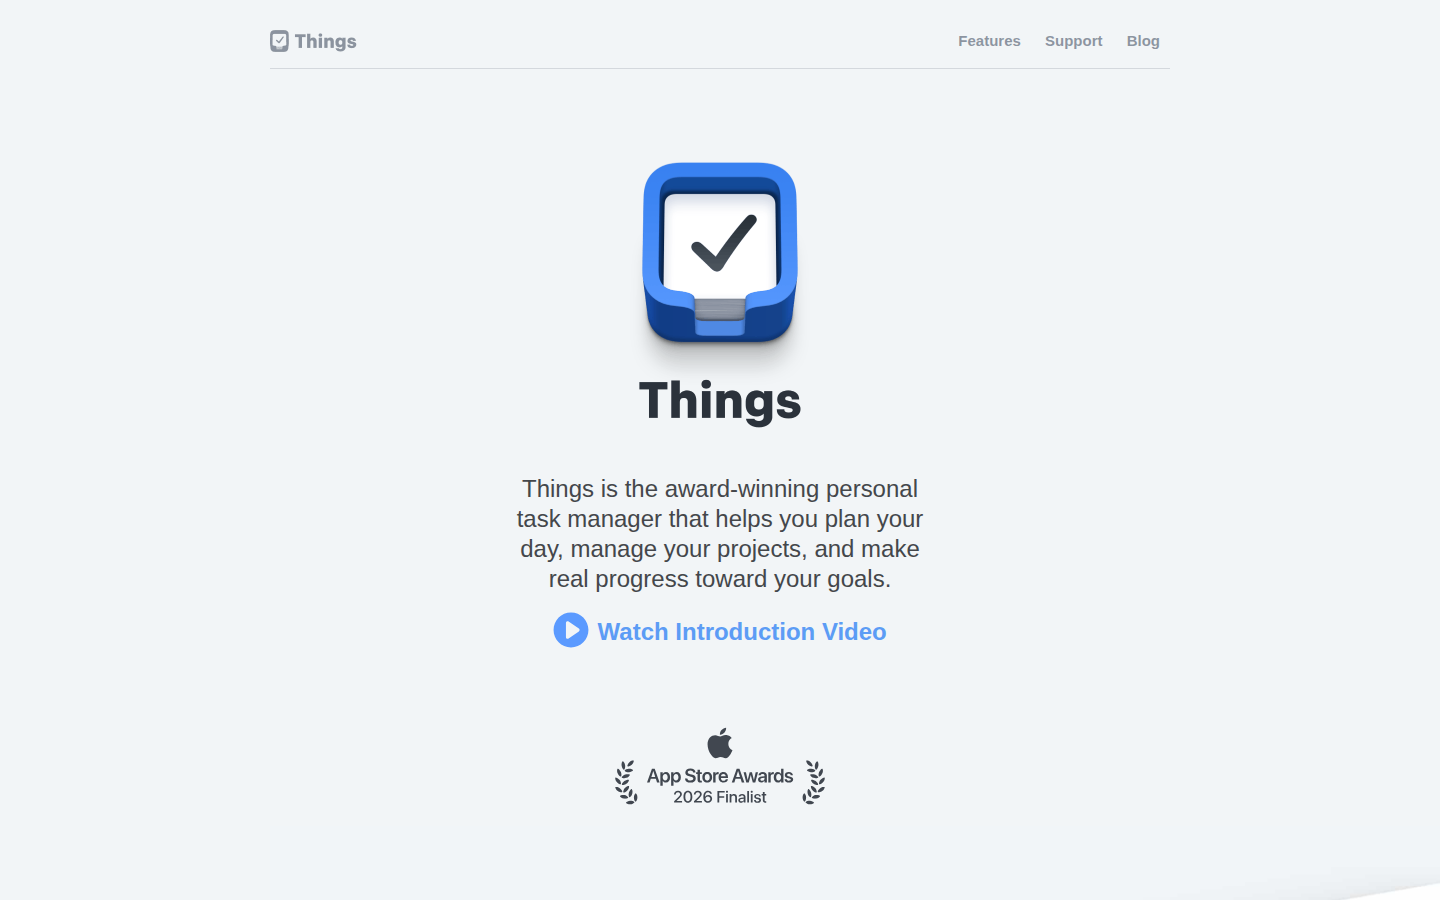 Things
Features Support Blog
Things
Things is the award-winning personal
task manager that helps you plan your
day, manage your projects, and make
real progress toward your goals.
Watch Introduction Video
App Store Awards
2026 Finalist